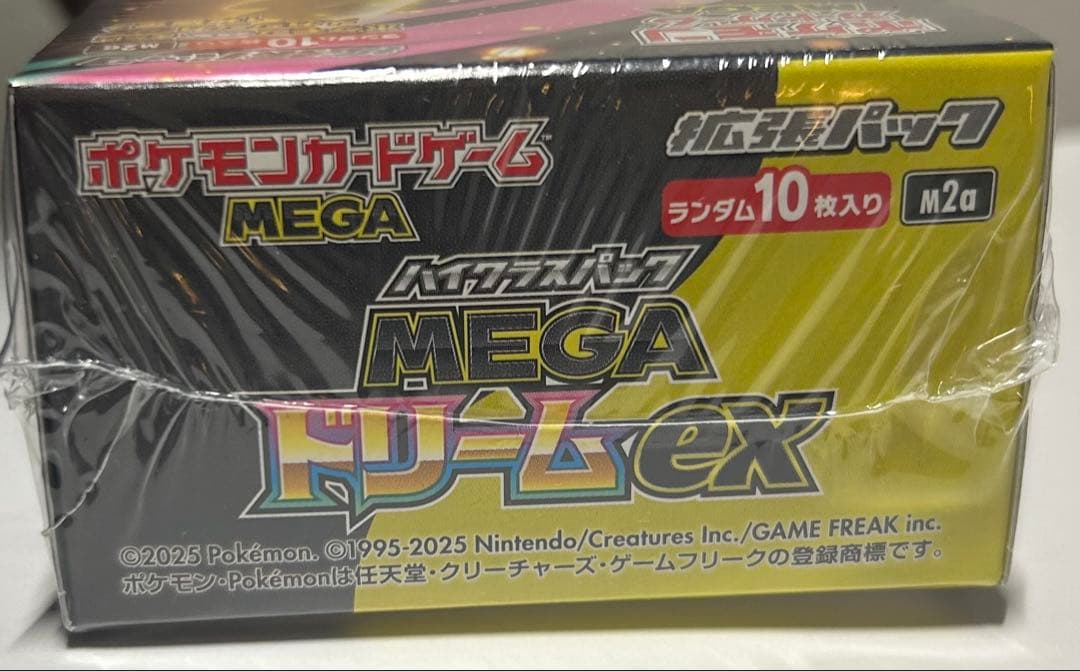 M2a
ポケモンカードゲーム
MEGA
拡張パック
ランダム10枚入り
M2a
ハイクラスパック
MEGA
ドリームex
©2025 Pokémon. ©1995-2025 Nintendo/Creatures Inc./GAME FREAK inc.
ポケモン・Pokémonは任天堂・クリーチャーズ・ゲームフリークの登録商標です。